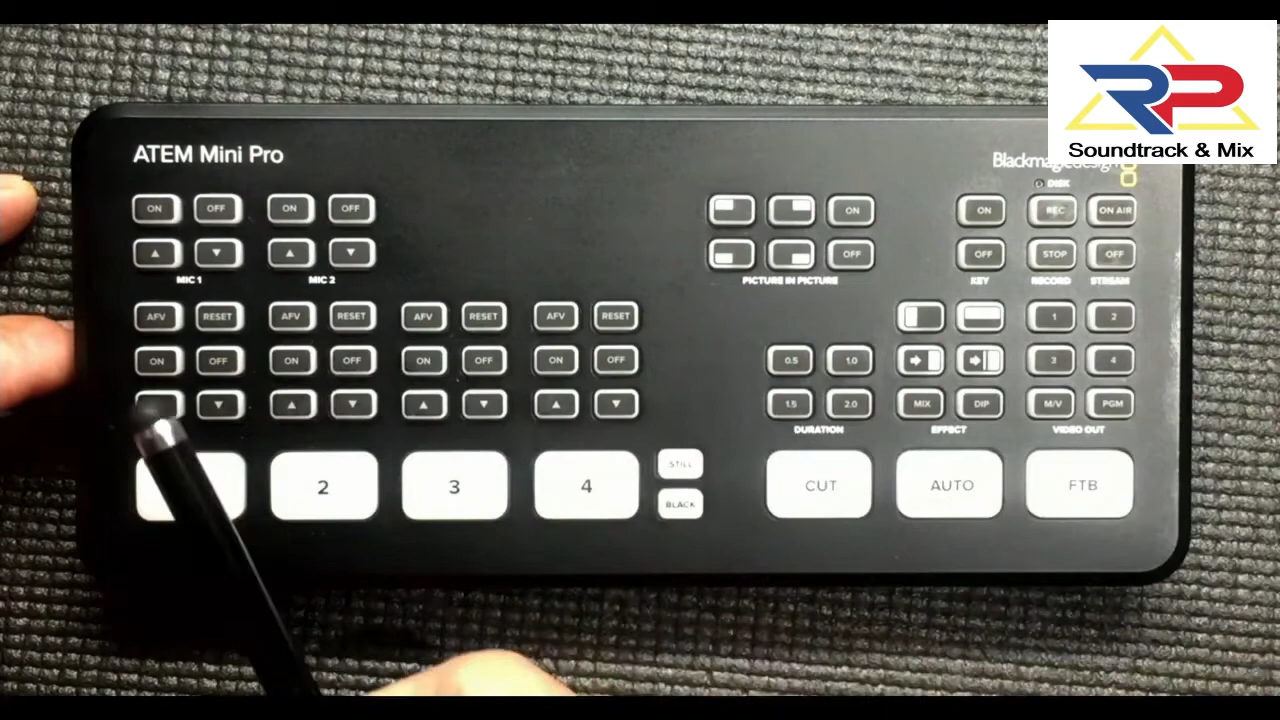 RP
Soundtrack & Mix
ATEM Mini Pro
Blackmagicdesign
DISK
ON OFF ON OFF ON ON REC ON AIR
OFF OFF STOP OFF
MIC 1 MIC 2 PICTURE IN PICTURE KEY RECORD STREAM
AFV RESET AFV RESET AFV RESET AFV RESET 1 2
ON OFF ON OFF ON OFF ON OFF 0.5 1.0 3 4
1.5 2.0 MIX DIP M/V PGM
DURATION EFFECT VIDEO OUT
2 3 4 STILL CUT AUTO FTB
BLACK